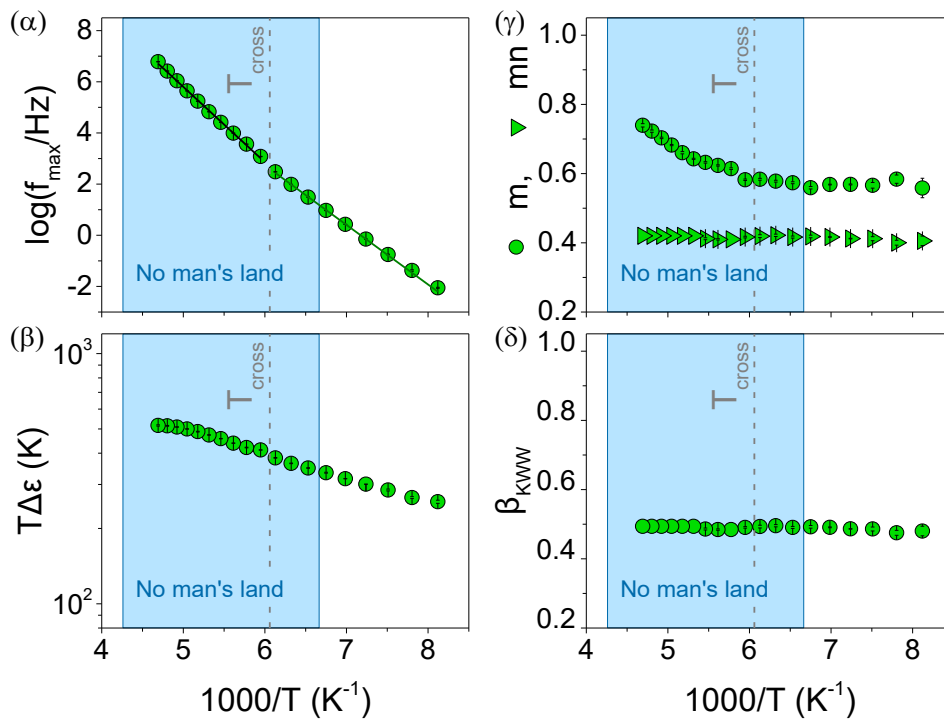 (α)
log(f_max/Hz)
8
6
4
2
0
-2
T_cross
No man's land
(γ)
m, mn
1.0
0.8
0.6
0.4
0.2
T_cross
No man's land
(β)
TΔε (K)
10³
10²
T_cross
No man's land
4 5 6 7 8
1000/T (K⁻¹)
(δ)
β_KWW
1.0
0.8
0.6
0.4
0.2
T_cross
No man's land
4 5 6 7 8
1000/T (K⁻¹)